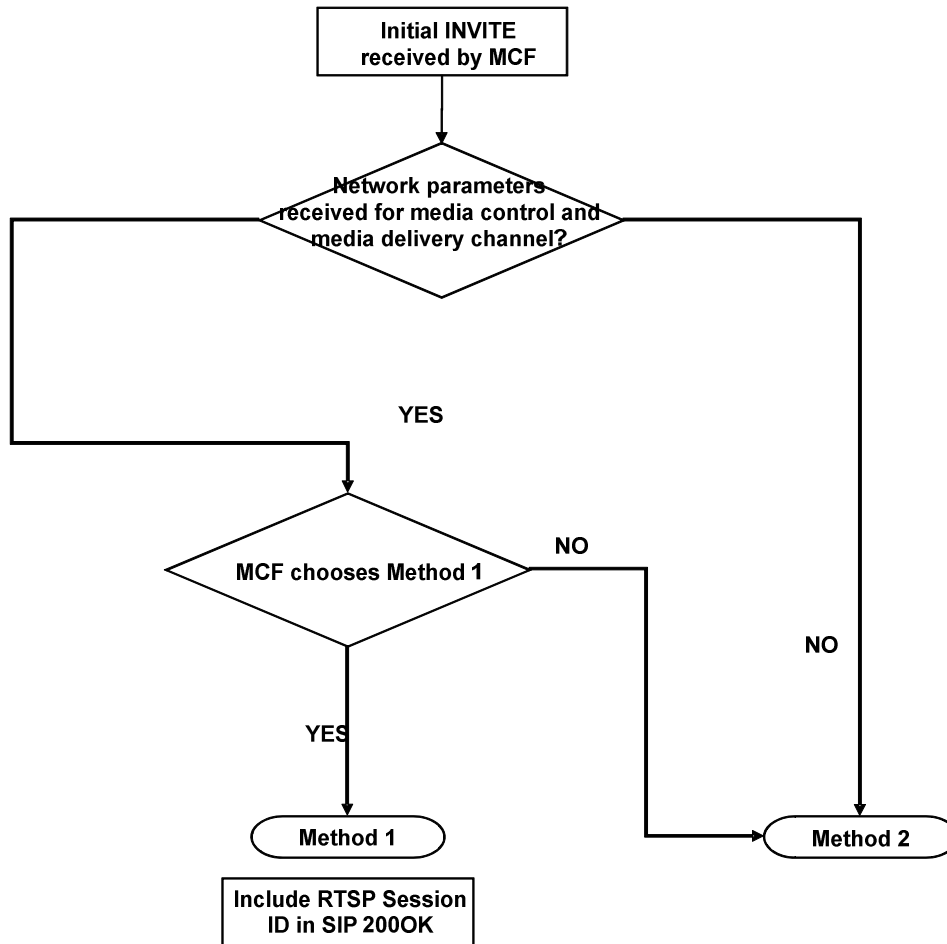 Initial INVITE
received by MCF
Network parameters
received for media control and
media delivery channel?
YES
MCF chooses Method 1
NO
NO
YES
Method 1
Method 2
Include RTSP Session
ID in SIP 200OK